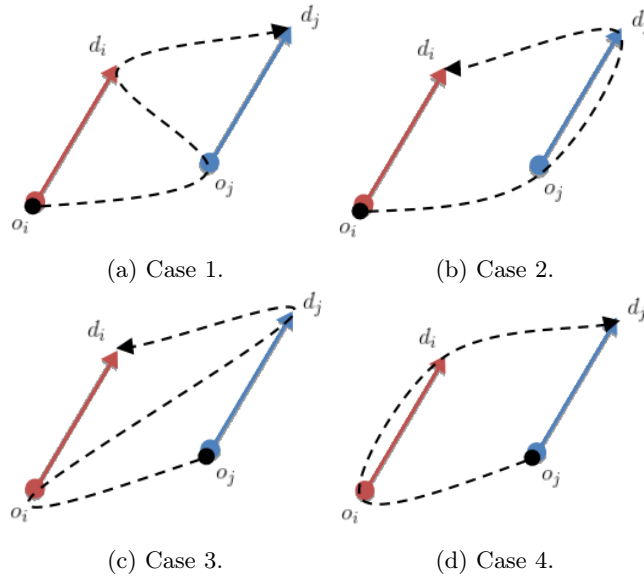 d_i d_j
o_i o_j
(a) Case 1.
d_i d_j
o_i o_j
(b) Case 2.
d_i d_j
o_i o_j
(c) Case 3.
d_i d_j
o_i o_j
(d) Case 4.